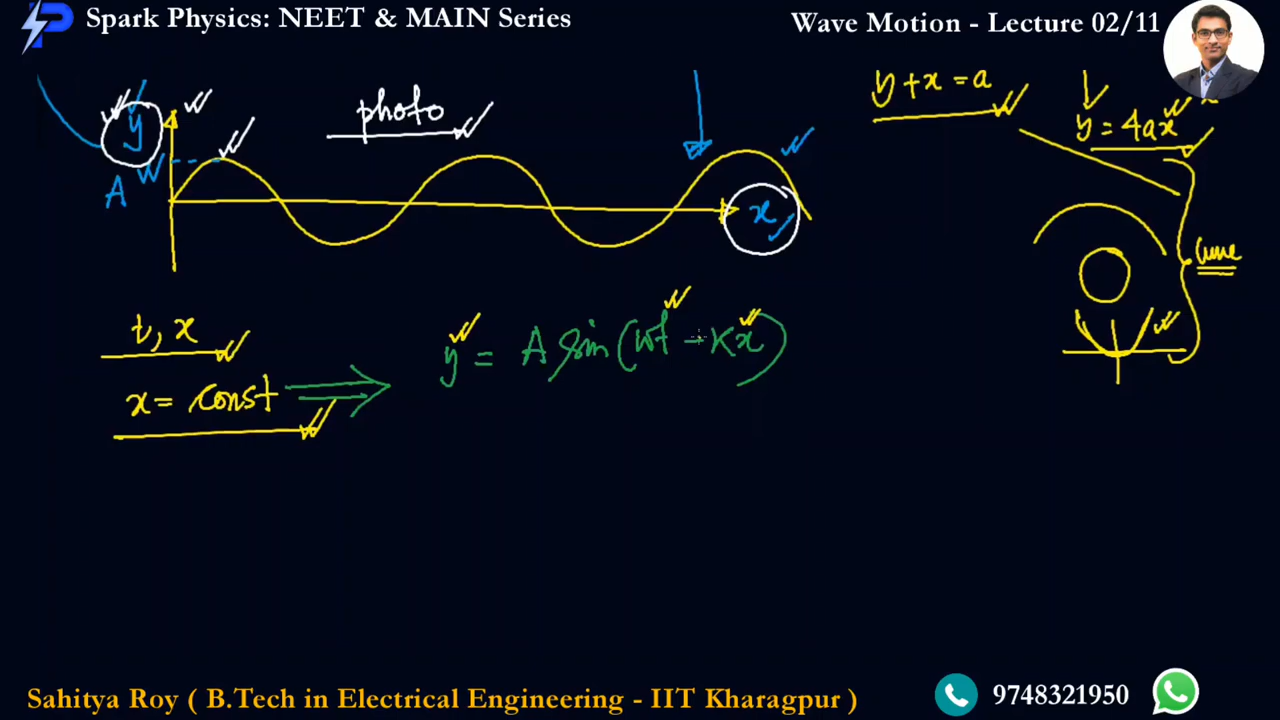 Spark Physics: NEET & MAIN Series
Wave Motion - Lecture 02/11
y
photo
y + x = a
y = 4ax
A
x
Curve
t, x
y = A sin(wt - Kx)
x = const
Sahitya Roy ( B.Tech in Electrical Engineering - IIT Kharagpur )
9748321950